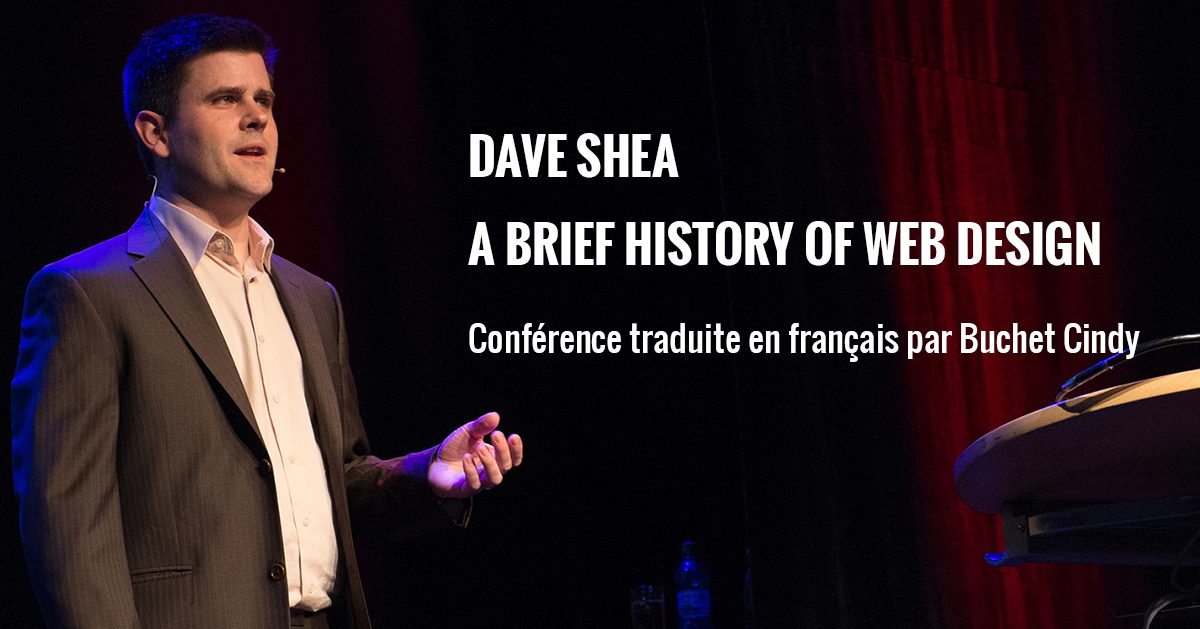 DAVE SHEA
A BRIEF HISTORY OF WEB DESIGN
Conférence traduite en français par Buchet Cindy